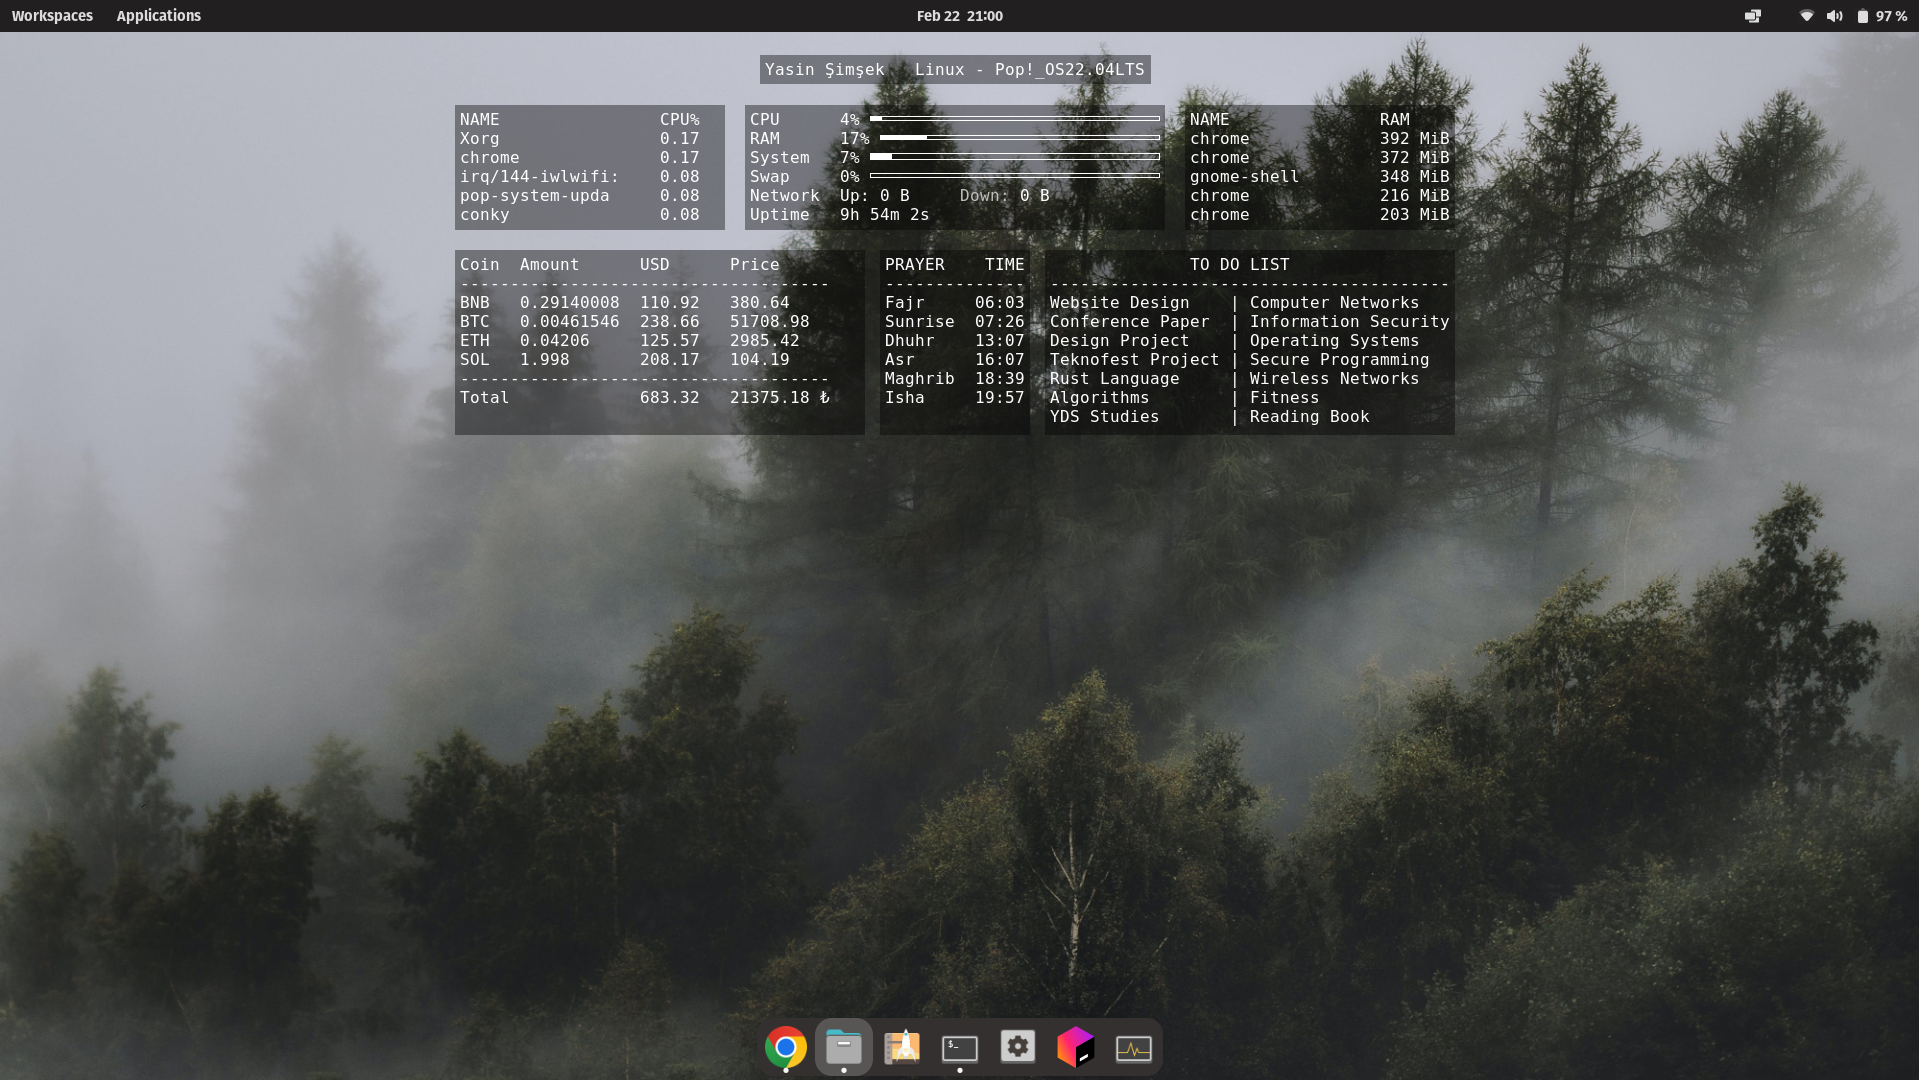 Workspaces Applications Feb 22 21:00 97 %
Yasin Şimşek Linux - Pop!_OS22.04LTS
NAME CPU%
Xorg 0.17
chrome 0.17
irq/144-iwlwifi: 0.08
pop-system-upda 0.08
conky 0.08
CPU 4%
RAM 17%
System 7%
Swap 0%
Network Up: 0 B Down: 0 B
Uptime 9h 54m 2s
NAME RAM
chrome 392 MiB
chrome 372 MiB
gnome-shell 348 MiB
chrome 216 MiB
chrome 203 MiB
Coin Amount USD Price
-------------------------------------
BNB 0.29140008 110.92 380.64
BTC 0.00461546 238.66 51708.98
ETH 0.04206 125.57 2985.42
SOL 1.998 208.17 104.19
-------------------------------------
Total 683.32 21375.18 ₺
PRAYER TIME
--------------
Fajr 06:03
Sunrise 07:26
Dhuhr 13:07
Asr 16:07
Maghrib 18:39
Isha 19:57
TO DO LIST
----------------------------------------
Website Design | Computer Networks
Conference Paper | Information Security
Design Project | Operating Systems
Teknofest Project | Secure Programming
Rust Language | Wireless Networks
Algorithms | Fitness
YDS Studies | Reading Book
$_